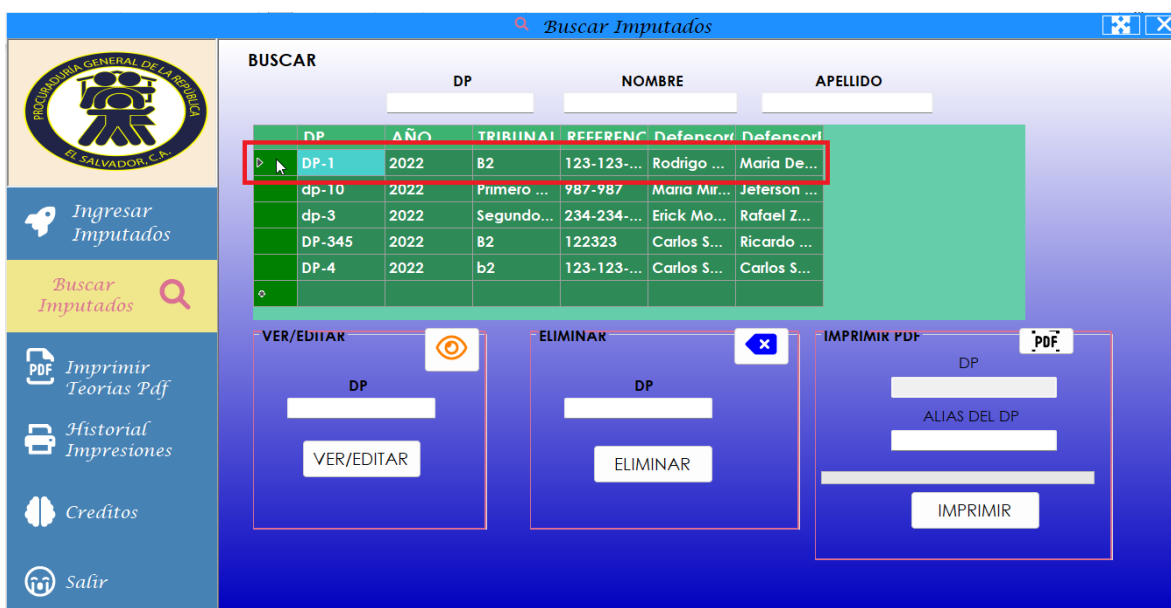 Buscar Imputados
PROCURADURÍA GENERAL DE LA REPÚBLICA
EL SALVADOR, C.A.
Ingresar
Imputados
Buscar
Imputados
PDF
Imprimir
Teorias Pdf
Historial
Impresiones
Creditos
Salir
BUSCAR
DP NOMBRE APELLIDO
DP AÑO TRIBUNAL REFERENC Defensor Defensor
DP-1 2022 B2 123-123-... Rodrigo ... Maria De...
dp-10 2022 Primero ... 987-987 Maria Mir... Jeferson ...
dp-3 2022 Segundo... 234-234-... Erick Mo... Rafael Z...
DP-345 2022 B2 122323 Carlos S... Ricardo ...
DP-4 2022 b2 123-123-... Carlos S... Carlos S...
VER/EDITAR
DP
VER/EDITAR
ELIMINAR
DP
ELIMINAR
IMPRIMIR PDF
PDF
DP
ALIAS DEL DP
IMPRIMIR